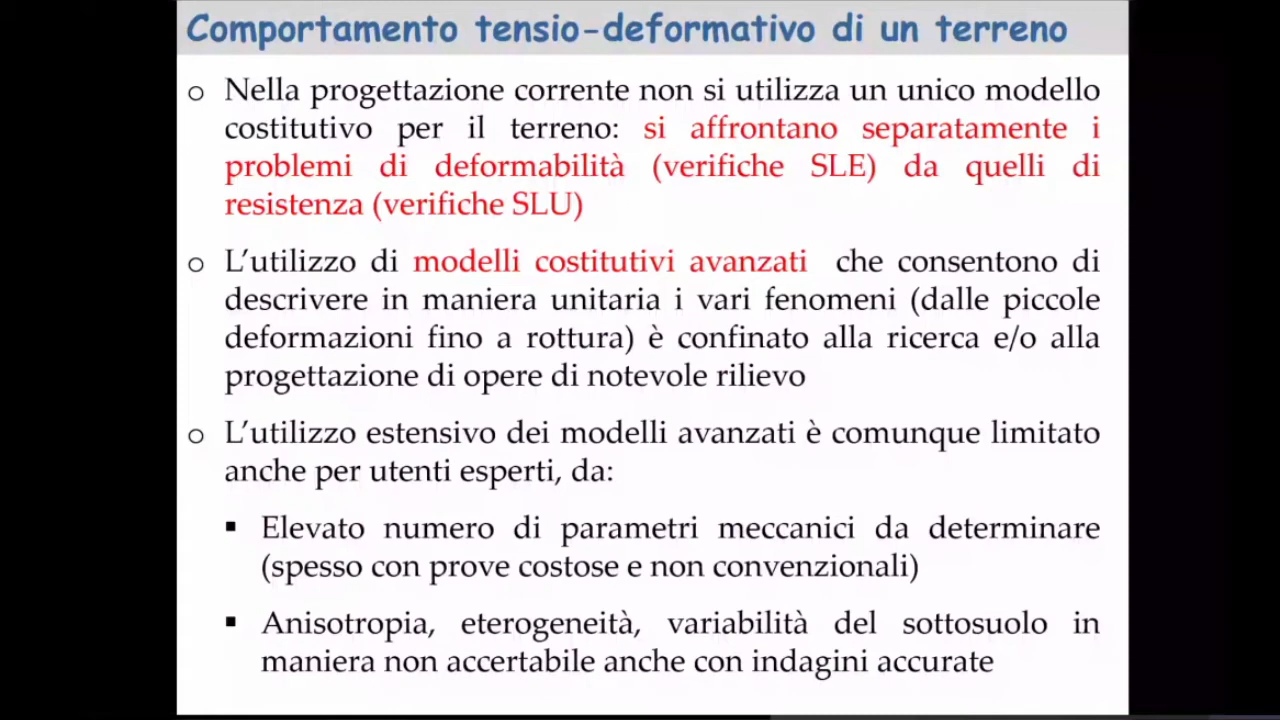 Comportamento tensio-deformativo di un terreno
o Nella progettazione corrente non si utilizza un unico modello
costitutivo per il terreno: si affrontano separatamente i
problemi di deformabilità (verifiche SLE) da quelli di
resistenza (verifiche SLU)
o L’utilizzo di modelli costitutivi avanzati che consentono di
descrivere in maniera unitaria i vari fenomeni (dalle piccole
deformazioni fino a rottura) è confinato alla ricerca e/o alla
progettazione di opere di notevole rilievo
o L’utilizzo estensivo dei modelli avanzati è comunque limitato
anche per utenti esperti, da:
▪ Elevato numero di parametri meccanici da determinare
(spesso con prove costose e non convenzionali)
▪ Anisotropia, eterogeneità, variabilità del sottosuolo in
maniera non accertabile anche con indagini accurate